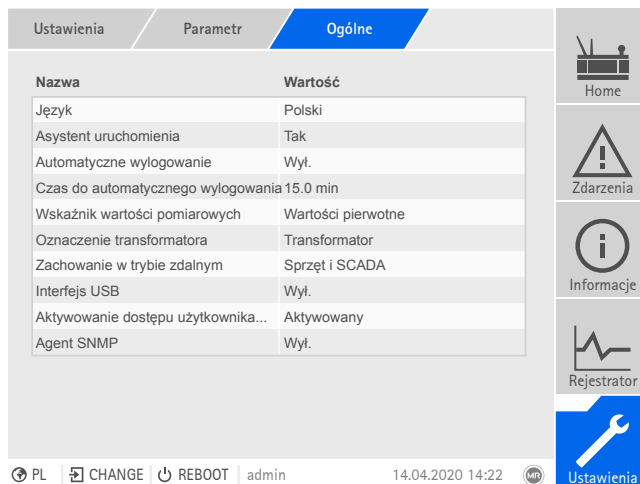 Ustawienia Parametr Ogólne
Nazwa Wartość
Język Polski
Asystent uruchomienia Tak
Automatyczne wylogowanie Wył.
Czas do automatycznego wylogowania 15.0 min
Wskaźnik wartości pomiarowych Wartości pierwotne
Oznaczenie transformatora Transformator
Zachowanie w trybie zdalnym Sprzęt i SCADA
Interfejs USB Wył.
Aktywowanie dostępu użytkownika... Aktywowany
Agent SNMP Wył.
Home
Zdarzenia
Informacje
Rejestrator
Ustawienia
PL CHANGE REBOOT admin 14.04.2020 14:22 MR